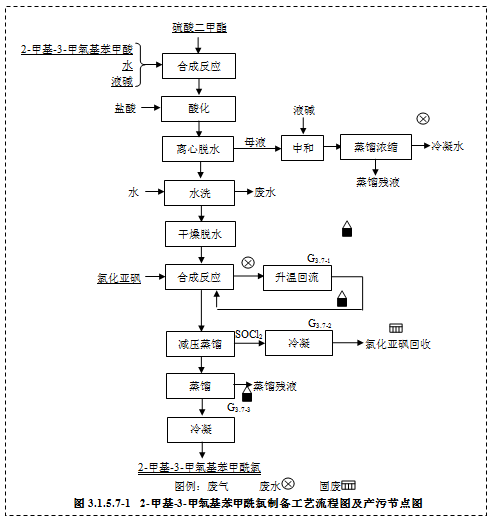 硫酸二甲酯
2-甲基-3-甲氧基苯甲酸
水
液碱
合成反应
盐酸
酸化
液碱
离心脱水
母液
中和
蒸馏浓缩
冷凝水
蒸馏残液
水
水洗
废水
干燥脱水
G3.7-1
氯化亚砜
合成反应
升温回流
G3.7-2
减压蒸馏
SOCl2
冷凝
氯化亚砜回收
蒸馏
蒸馏残液
G3.7-3
冷凝
2-甲基-3-甲氧基苯甲酰氯
图例：废气 废水 固废
图 3.1.5.7-1 2-甲基-3-甲氧基苯甲酰氯制备工艺流程图及产污节点图